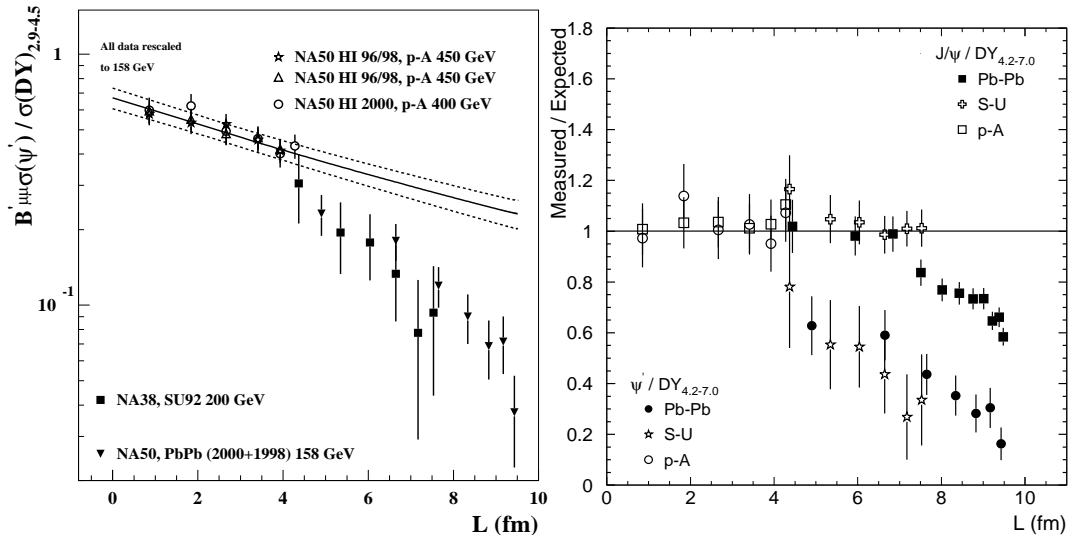 B'μμσ(ψ') / σ(DY)2.9-4.5
1
10-1
All data rescaled
to 158 GeV
NA50 HI 96/98, p-A 450 GeV
NA50 HI 96/98, p-A 450 GeV
NA50 HI 2000, p-A 400 GeV
NA38, SU92 200 GeV
NA50, PbPb (2000+1998) 158 GeV
0 2 4 6 8 10
L (fm)
Measured / Expected
1.8
1.6
1.4
1.2
1
0.8
0.6
0.4
0.2
0
J/ψ / DY4.2-7.0
Pb-Pb
S-U
p-A
ψ' / DY4.2-7.0
Pb-Pb
S-U
p-A
0 2 4 6 8 10
L (fm)